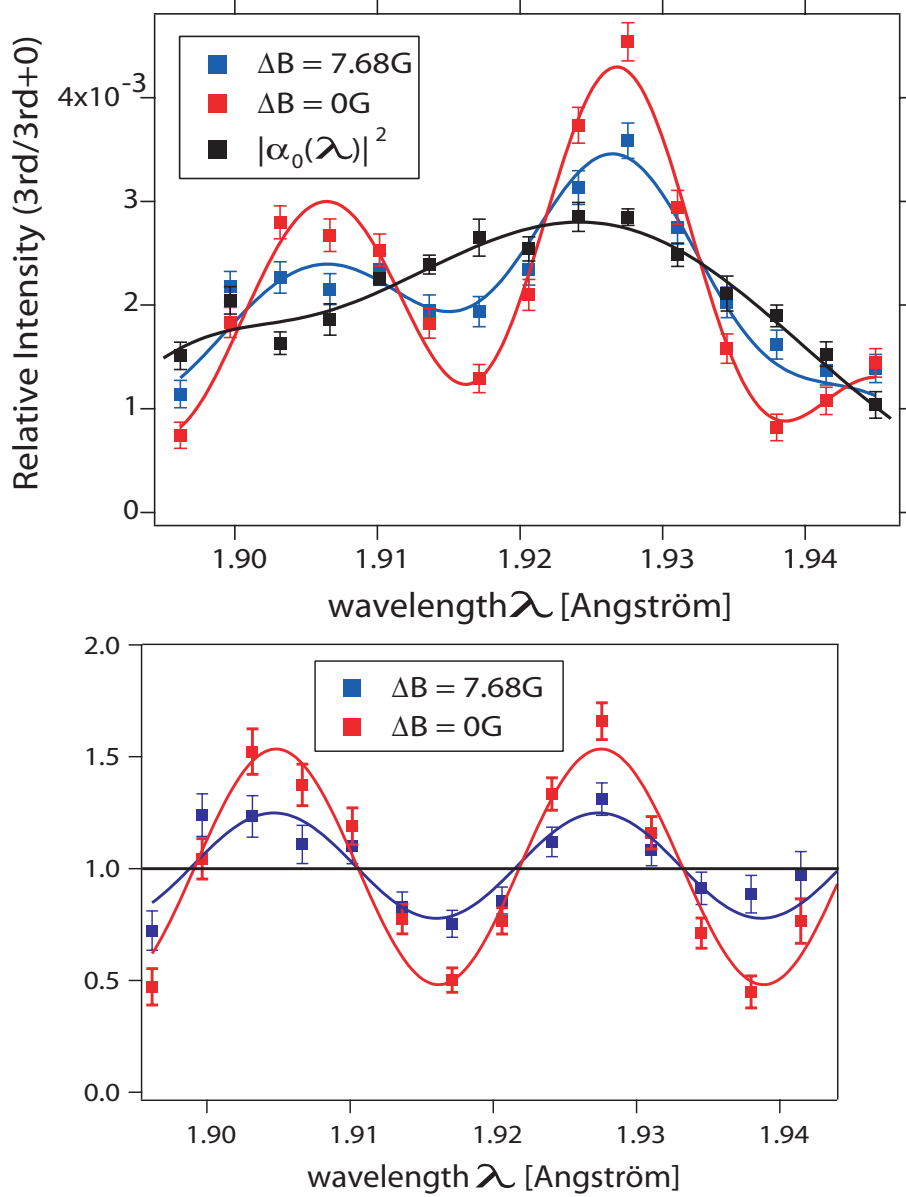 Relative Intensity (3rd/3rd+0)
ΔB = 7.68G
ΔB = 0G
|α₀(λ)|²
4x10⁻³
3
2
1
0
1.90 1.91 1.92 1.93 1.94
wavelength λ [Angström]
ΔB = 7.68G
ΔB = 0G
2.0
1.5
1.0
0.5
0.0
1.90 1.91 1.92 1.93 1.94
wavelength λ [Angström]